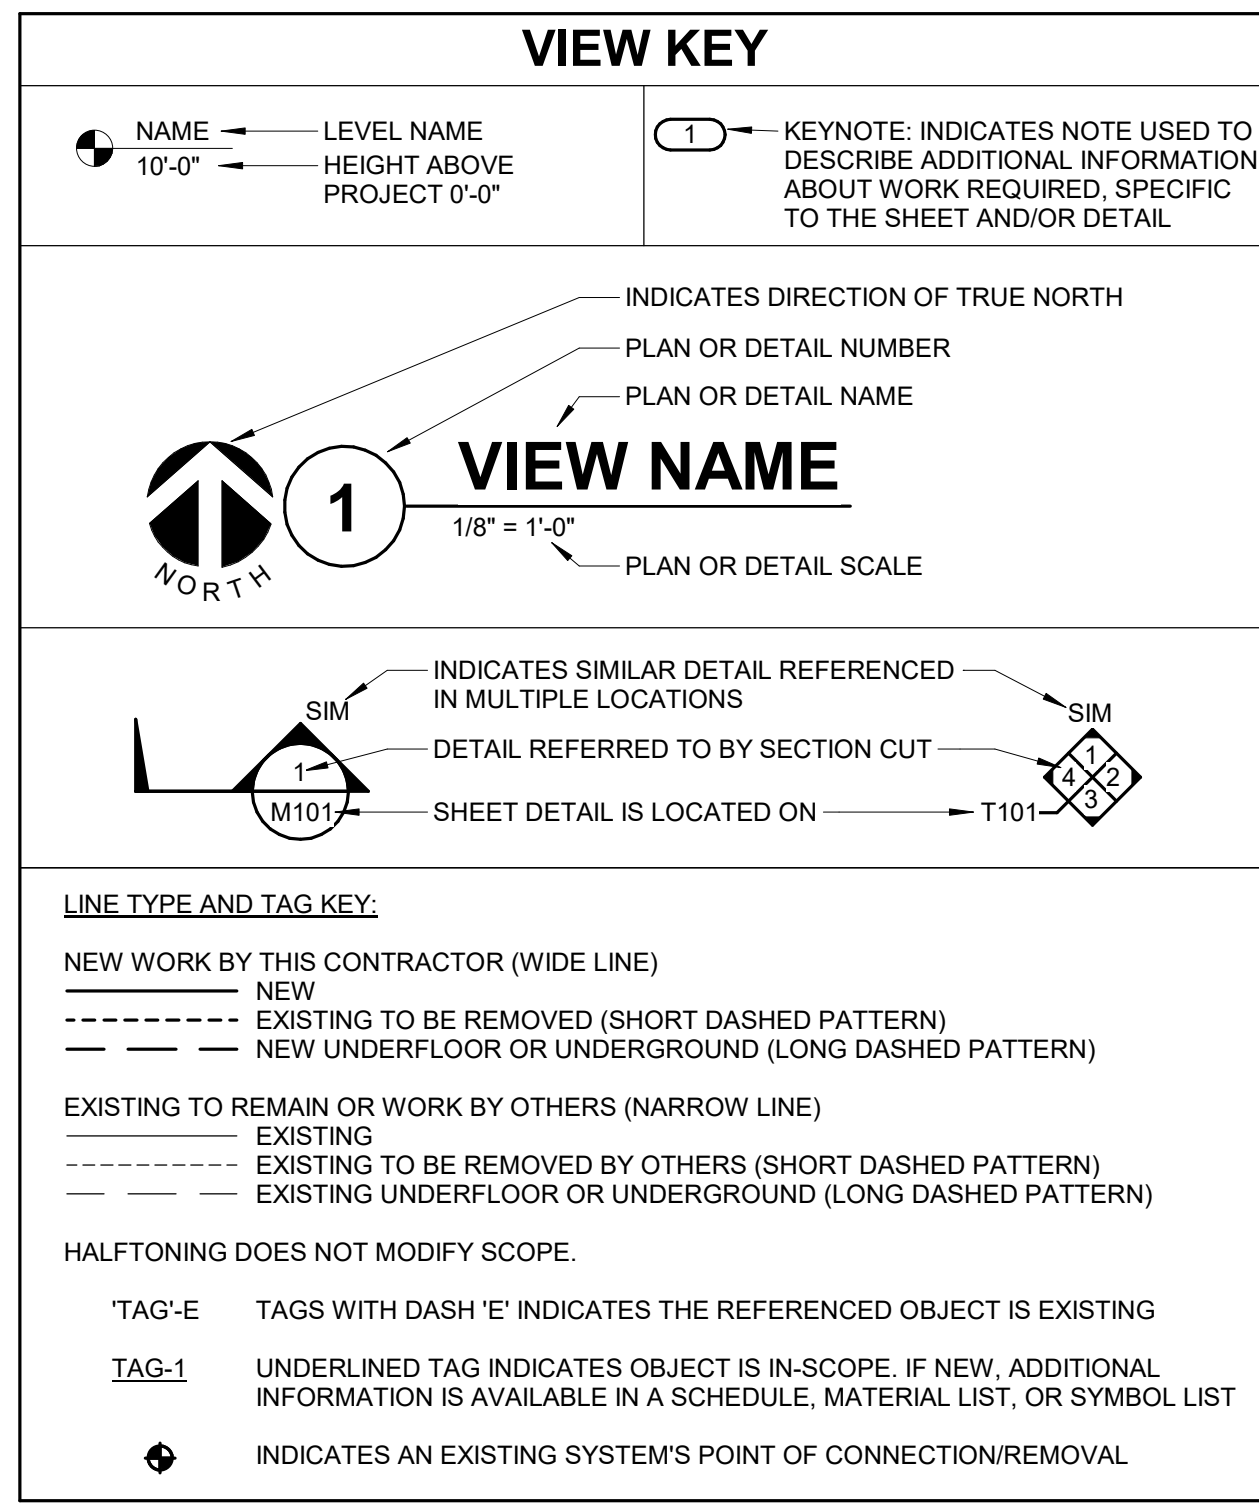 VIEW KEY
NAME
10'-0"
LEVEL NAME
HEIGHT ABOVE
PROJECT 0'-0"
1
KEYNOTE: INDICATES NOTE USED TO
DESCRIBE ADDITIONAL INFORMATION
ABOUT WORK REQUIRED, SPECIFIC
TO THE SHEET AND/OR DETAIL
INDICATES DIRECTION OF TRUE NORTH
PLAN OR DETAIL NUMBER
PLAN OR DETAIL NAME
NORTH
1
VIEW NAME
1/8" = 1'-0"
PLAN OR DETAIL SCALE
INDICATES SIMILAR DETAIL REFERENCED
IN MULTIPLE LOCATIONS
SIM
SIM
DETAIL REFERRED TO BY SECTION CUT
1
1
4
2
3
M101
SHEET DETAIL IS LOCATED ON
T101
LINE TYPE AND TAG KEY:
NEW WORK BY THIS CONTRACTOR (WIDE LINE)
NEW
EXISTING TO BE REMOVED (SHORT DASHED PATTERN)
NEW UNDERFLOOR OR UNDERGROUND (LONG DASHED PATTERN)
EXISTING TO REMAIN OR WORK BY OTHERS (NARROW LINE)
EXISTING
EXISTING TO BE REMOVED BY OTHERS (SHORT DASHED PATTERN)
EXISTING UNDERFLOOR OR UNDERGROUND (LONG DASHED PATTERN)
HALFTONING DOES NOT MODIFY SCOPE.
'TAG'-E TAGS WITH DASH 'E' INDICATES THE REFERENCED OBJECT IS EXISTING
TAG-1 UNDERLINED TAG INDICATES OBJECT IS IN-SCOPE. IF NEW, ADDITIONAL
INFORMATION IS AVAILABLE IN A SCHEDULE, MATERIAL LIST, OR SYMBOL LIST
INDICATES AN EXISTING SYSTEM'S POINT OF CONNECTION/REMOVAL